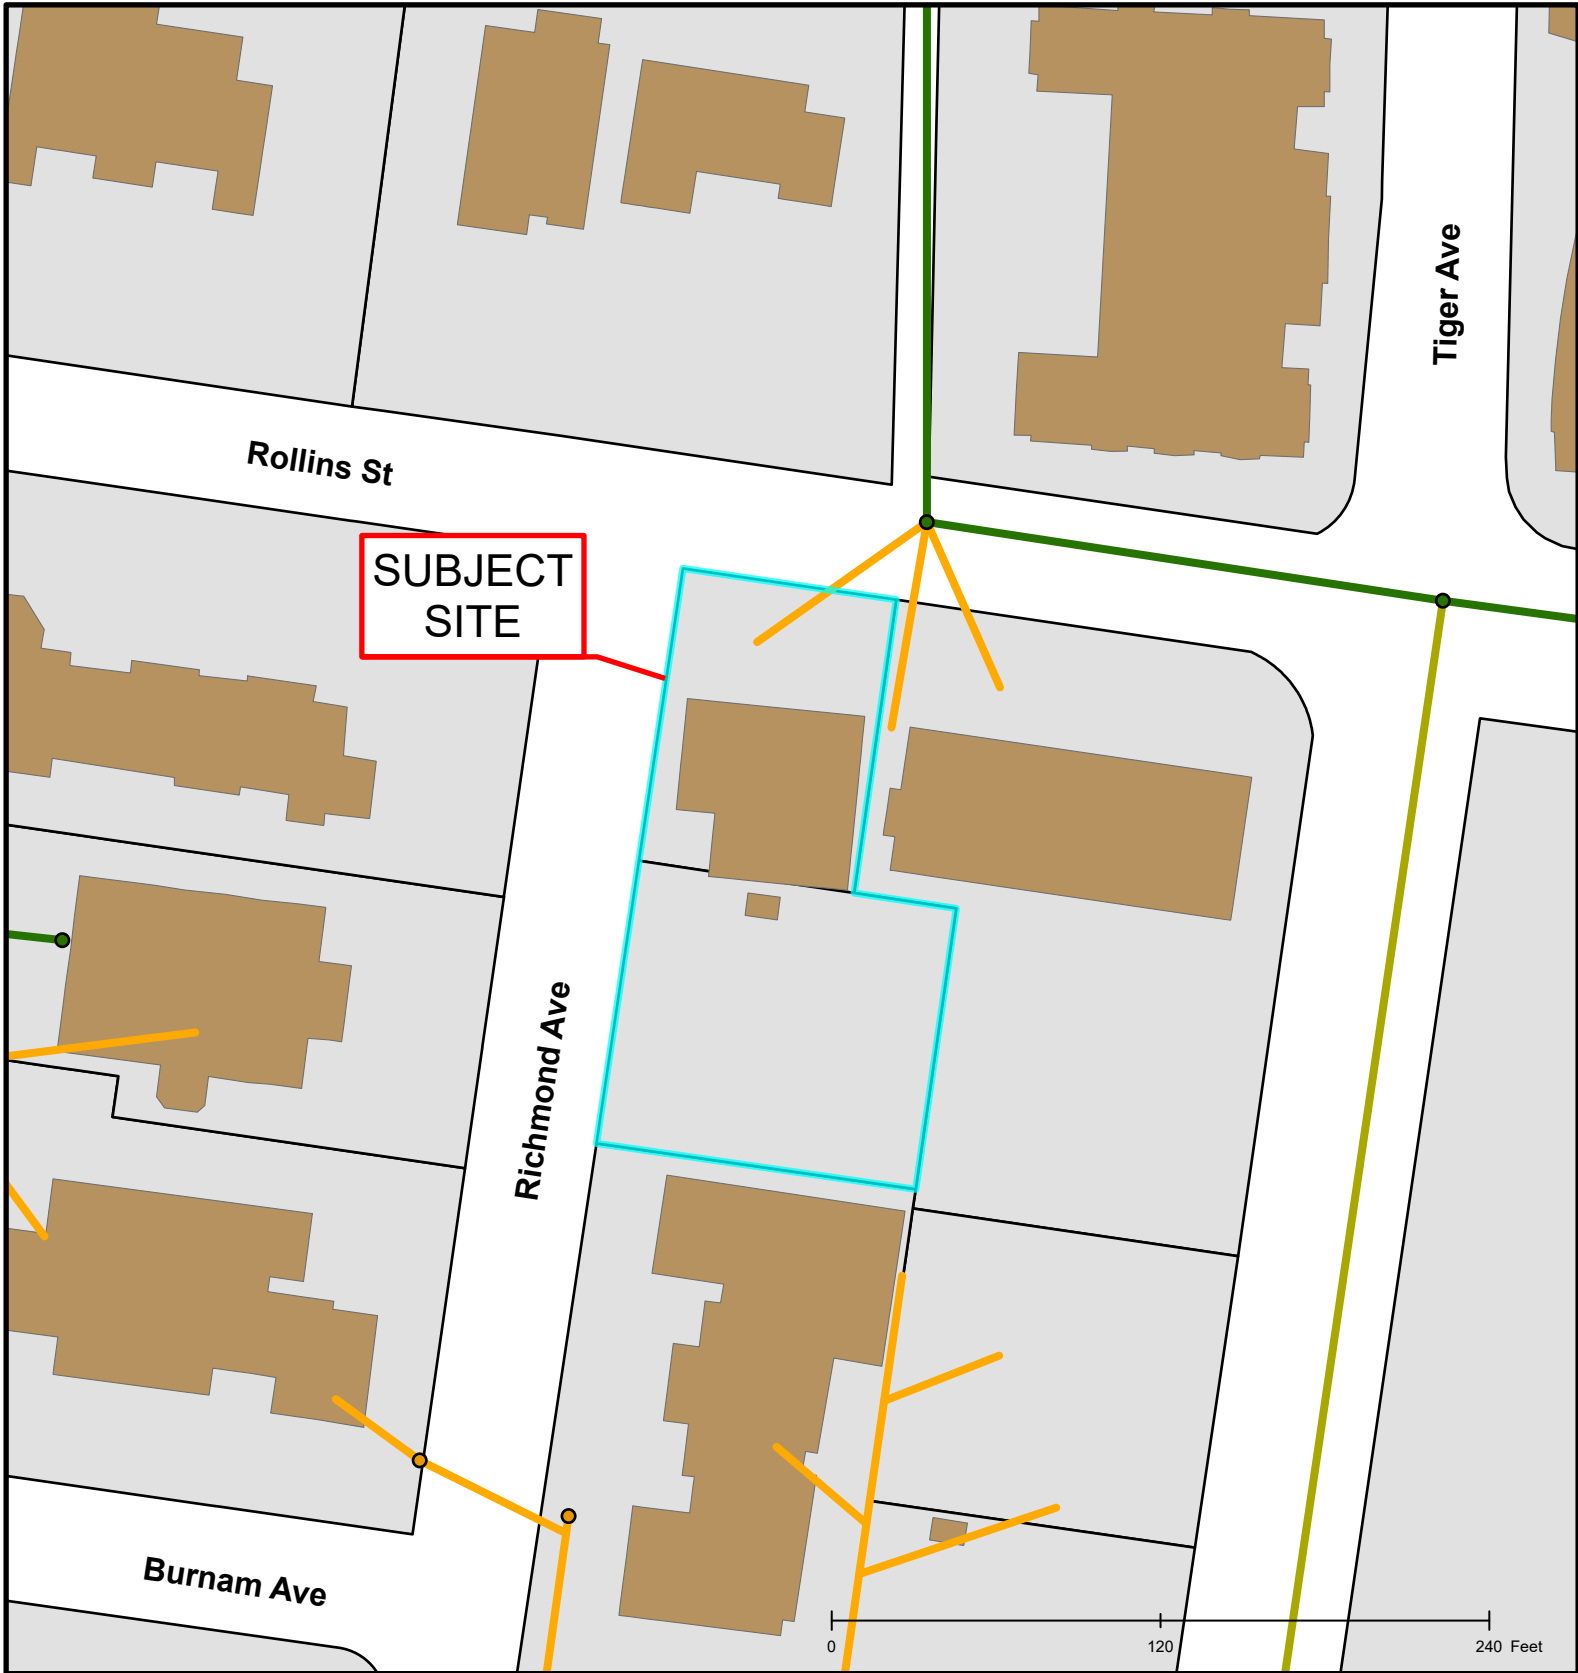 Tiger Ave
Rollins St
SUBJECT
SITE
Richmond Ave
Burnam Ave
0 120 240 Feet